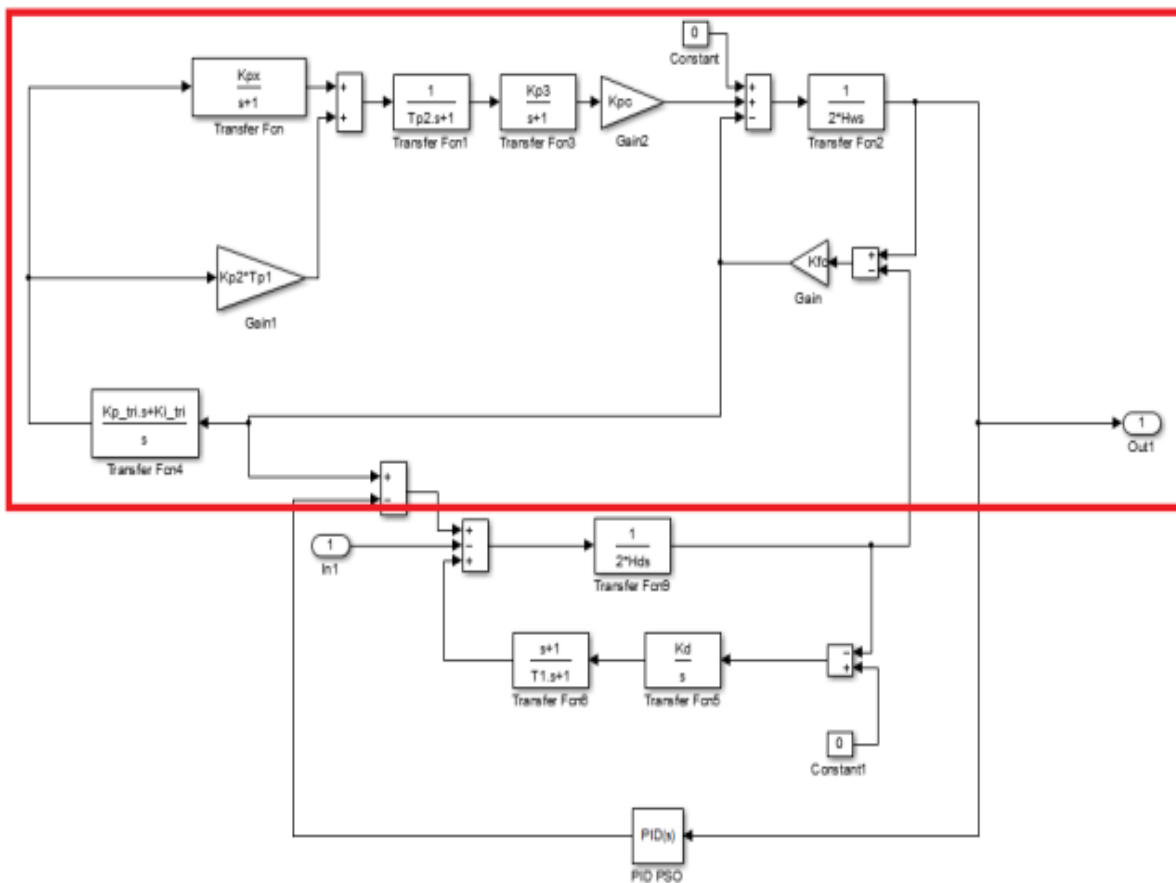 0
Constant
Kpx
s+1
Transfer Fcn
+
+
1
Tp2.s+1
Transfer Fcn1
Kp3
s+1
Transfer Fcn3
Kpc
Gain2
+
+
−
1
2*Hws
Transfer Fcn2
Kp2*Tp1
Gain1
Kfc
Gain
+
−
Kp_tri.s+Ki_tri
s
Transfer Fcn4
1
Out1
+
−
1
In1
+
−
+
1
2*Hds
Transfer Fcn9
s+1
T1.s+1
Transfer Fcn6
Kd
s
Transfer Fcn5
−
+
0
Constant1
PID(s)
PID PSO